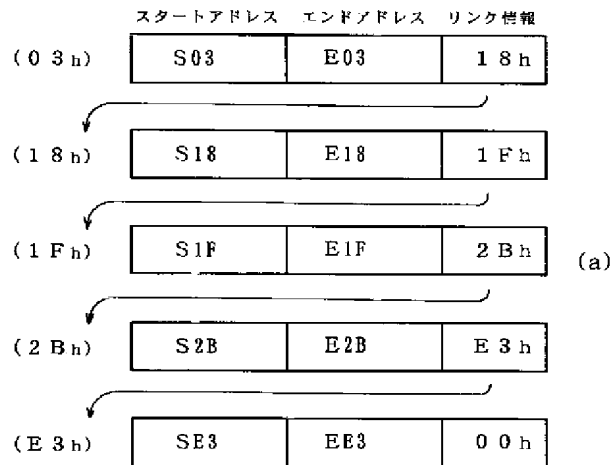 スタートアドレス エンドアドレス リンク情報
(03h) S03 E03 18h
(18h) S18 E18 1Fh
(1Fh) S1F E1F 2Bh
(a)
(2Bh) S2B E2B E3h
(E3h) SE3 EE3 00h